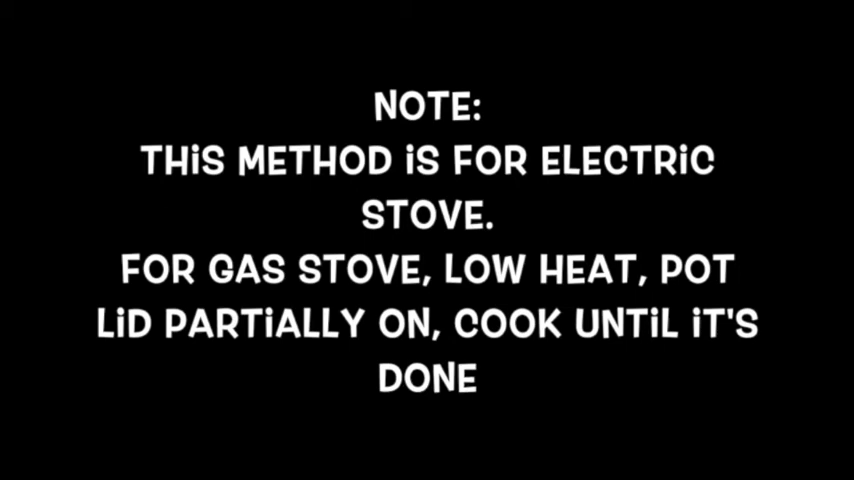 NOTE:
THiS METHOD iS FOR ELECTRiC
STOVE.
FOR GAS STOVE, LOW HEAT, POT
LiD PARTiALLY ON, COOK UNTiL iT'S
DONE